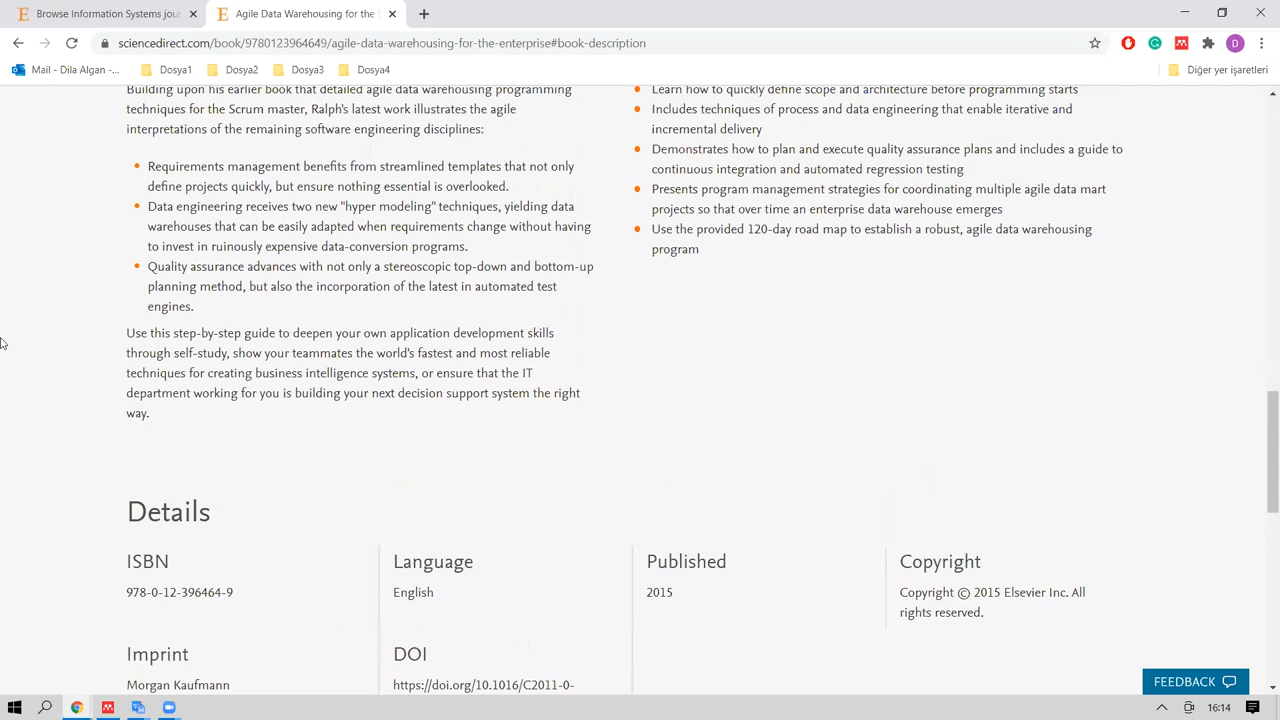 Browse Information Systems jour
Agile Data Warehousing for the E
sciencedirect.com/book/9780123964649/agile-data-warehousing-for-the-enterprise#book-description
Mail - Dila Algan -...
Dosya1
Dosya2
Dosya3
Dosya4
Diğer yer işaretleri
Building upon his earlier book that detailed agile data warehousing programming
techniques for the Scrum master, Ralph's latest work illustrates the agile
interpretations of the remaining software engineering disciplines:
Requirements management benefits from streamlined templates that not only
define projects quickly, but ensure nothing essential is overlooked.
Data engineering receives two new "hyper modeling" techniques, yielding data
warehouses that can be easily adapted when requirements change without having
to invest in ruinously expensive data-conversion programs.
Quality assurance advances with not only a stereoscopic top-down and bottom-up
planning method, but also the incorporation of the latest in automated test
engines.
Use this step-by-step guide to deepen your own application development skills
through self-study, show your teammates the world's fastest and most reliable
techniques for creating business intelligence systems, or ensure that the IT
department working for you is building your next decision support system the right
way.
Learn how to quickly define scope and architecture before programming starts
Includes techniques of process and data engineering that enable iterative and
incremental delivery
Demonstrates how to plan and execute quality assurance plans and includes a guide to
continuous integration and automated regression testing
Presents program management strategies for coordinating multiple agile data mart
projects so that over time an enterprise data warehouse emerges
Use the provided 120-day road map to establish a robust, agile data warehousing
program
Details
ISBN
978-0-12-396464-9
Language
English
Published
2015
Copyright
Copyright © 2015 Elsevier Inc. All
rights reserved.
Imprint
Morgan Kaufmann
DOI
https://doi.org/10.1016/C2011-0-
FEEDBACK
16:14